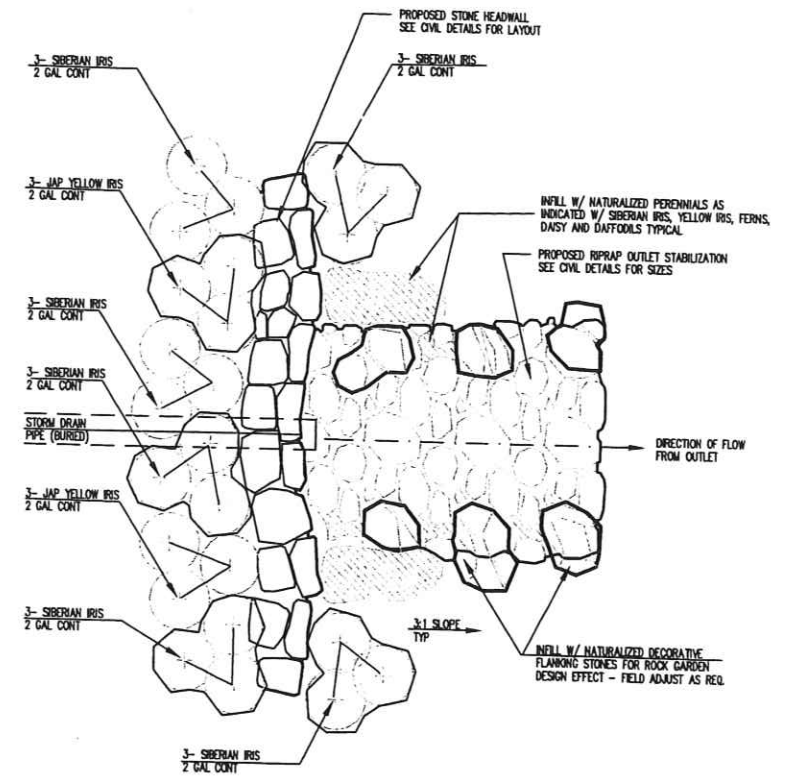 PROPOSED STONE HEADWALL
SEE CIVIL DETAILS FOR LAYOUT
3- SIBERIAN IRIS
2 GAL CONT
3- SIBERIAN IRIS
2 GAL CONT
3- JAP YELLOW IRIS
2 GAL CONT
INFILL W/ NATURALIZED PERENNIALS AS
INDICATED W/ SIBERIAN IRIS, YELLOW IRIS, FERNS,
DAISY AND DAFFODILS TYPICAL
PROPOSED RIPRAP OUTLET STABILIZATION
SEE CIVIL DETAILS FOR SIZES
3- SIBERIAN IRIS
2 GAL CONT
3- SIBERIAN IRIS
2 GAL CONT
STORM DRAIN
PIPE (BURIED)
DIRECTION OF FLOW
FROM OUTLET
3- JAP YELLOW IRIS
2 GAL CONT
3- SIBERIAN IRIS
2 GAL CONT
3:1 SLOPE
TYP
INFILL W/ NATURALIZED DECORATIVE
FLANKING STONES FOR ROCK GARDEN
DESIGN EFFECT - FIELD ADJUST AS REQ.
3- SIBERIAN IRIS
2 GAL CONT